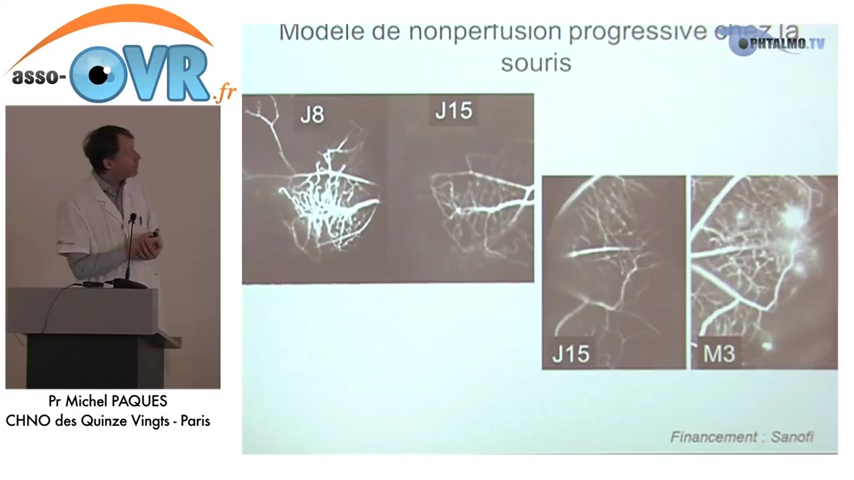 asso-OVR.fr
Modèle de nonperfusion progressive chez la
souris
OPHTALMO.TV
J8
J15
J15
M3
Financement : Sanofi
Pr Michel PAQUES
CHNO des Quinze Vingts - Paris